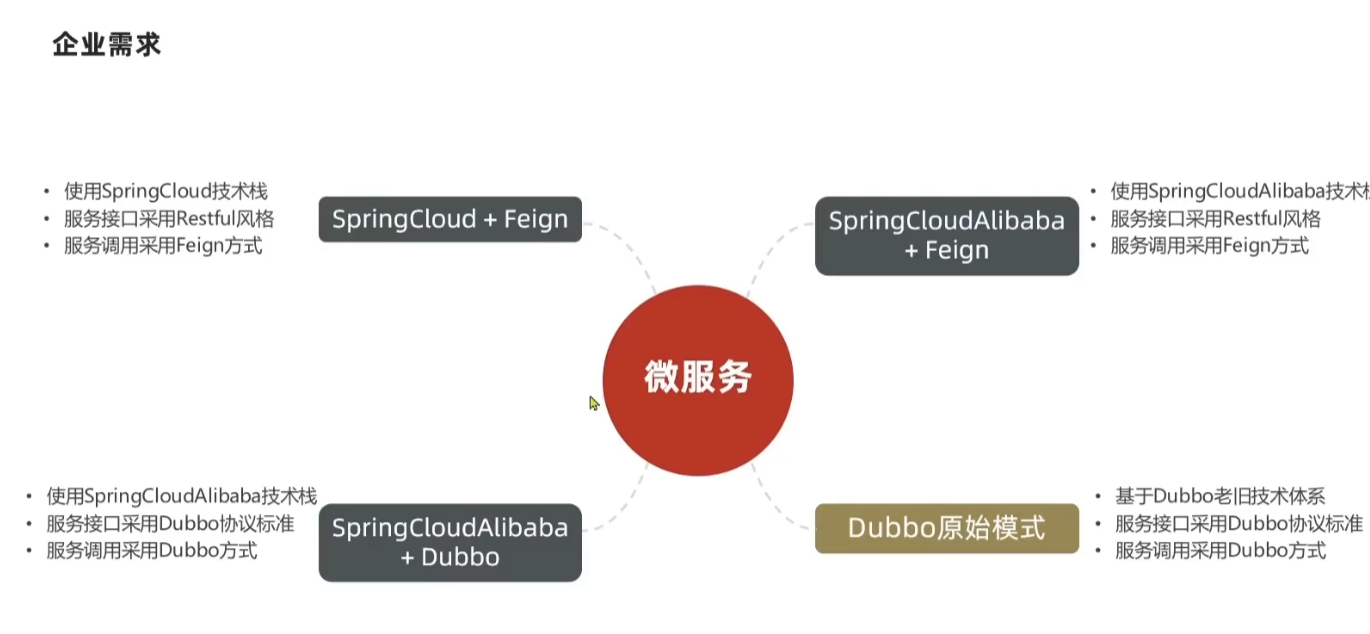 企业需求
• 使用SpringCloud技术栈
• 服务接口采用Restful风格
• 服务调用采用Feign方式
SpringCloud + Feign
SpringCloudAlibaba
+ Feign
• 使用SpringCloudAlibaba技术
• 服务接口采用Restful风格
• 服务调用采用Feign方式
微服务
• 使用SpringCloudAlibaba技术栈
• 服务接口采用Dubbo协议标准
• 服务调用采用Dubbo方式
SpringCloudAlibaba
+ Dubbo
Dubbo原始模式
• 基于Dubbo老旧技术体系
• 服务接口采用Dubbo协议标准
• 服务调用采用Dubbo方式